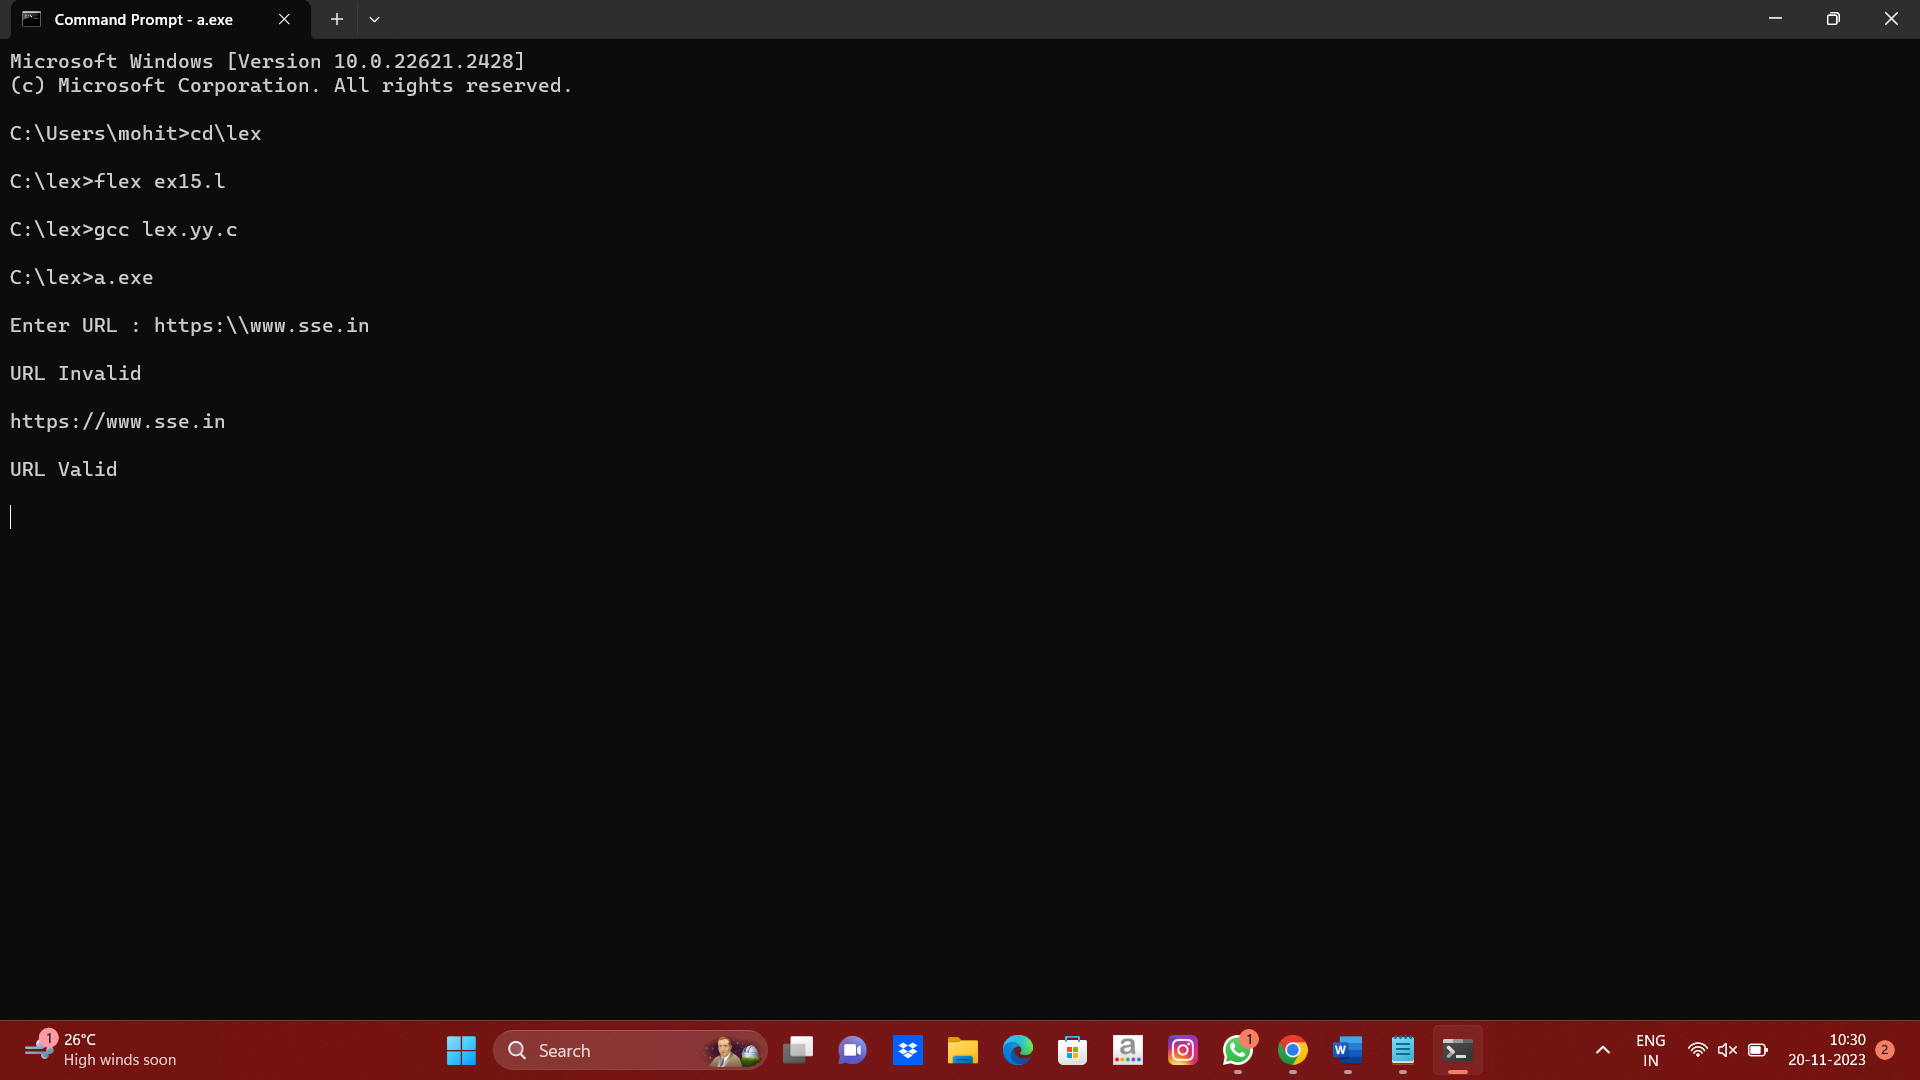 Command Prompt - a.exe
Microsoft Windows [Version 10.0.22621.2428]
(c) Microsoft Corporation. All rights reserved.
C:\Users\mohit>cd\lex
C:\lex>flex ex15.l
C:\lex>gcc lex.yy.c
C:\lex>a.exe
Enter URL : https:\\www.sse.in
URL Invalid
https://www.sse.in
URL Valid
1
26°C
High winds soon
Search
a
1
W
ENG
IN
10:30
20-11-2023
2